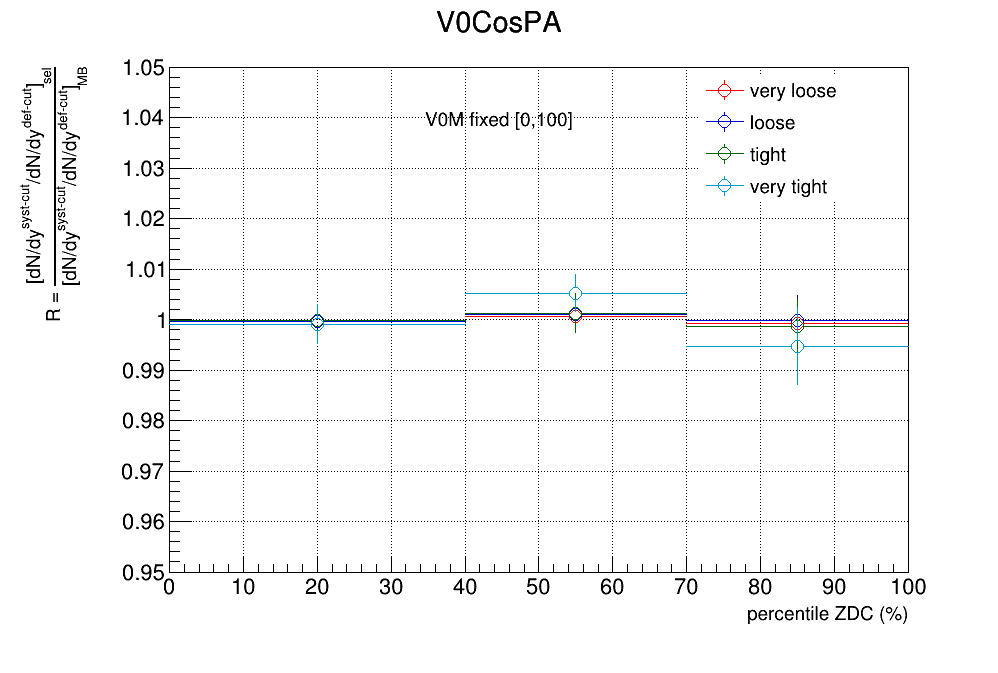 V0CosPA
R = [dN/dy^syst-cut/dN/dy^def-cut]_sel
[dN/dy^syst-cut/dN/dy^def-cut]_MB
1.05
1.04
1.03
1.02
1.01
1
0.99
0.98
0.97
0.96
0.95
V0M fixed [0,100]
very loose
loose
tight
very tight
0 10 20 30 40 50 60 70 80 90 100
percentile ZDC (%)